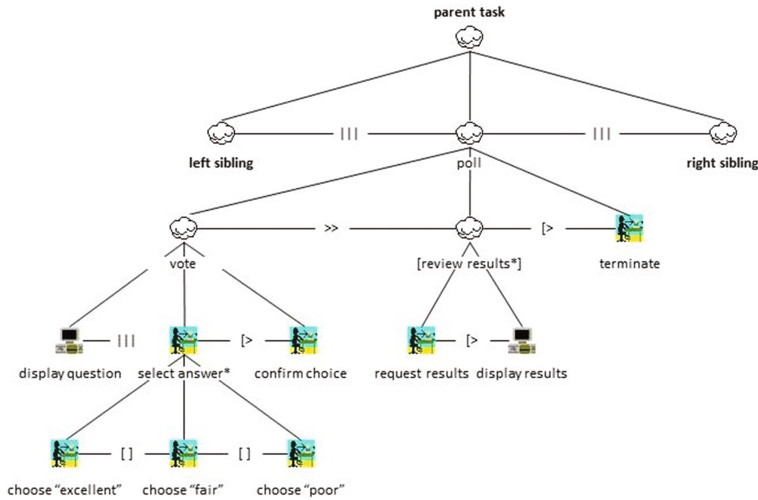 parent task
||| |||
left sibling poll right sibling
>> [>
vote [review results*] terminate
||| [> [>
display question select answer* confirm choice request results display results
[ ] [ ]
choose “excellent” choose “fair” choose “poor”